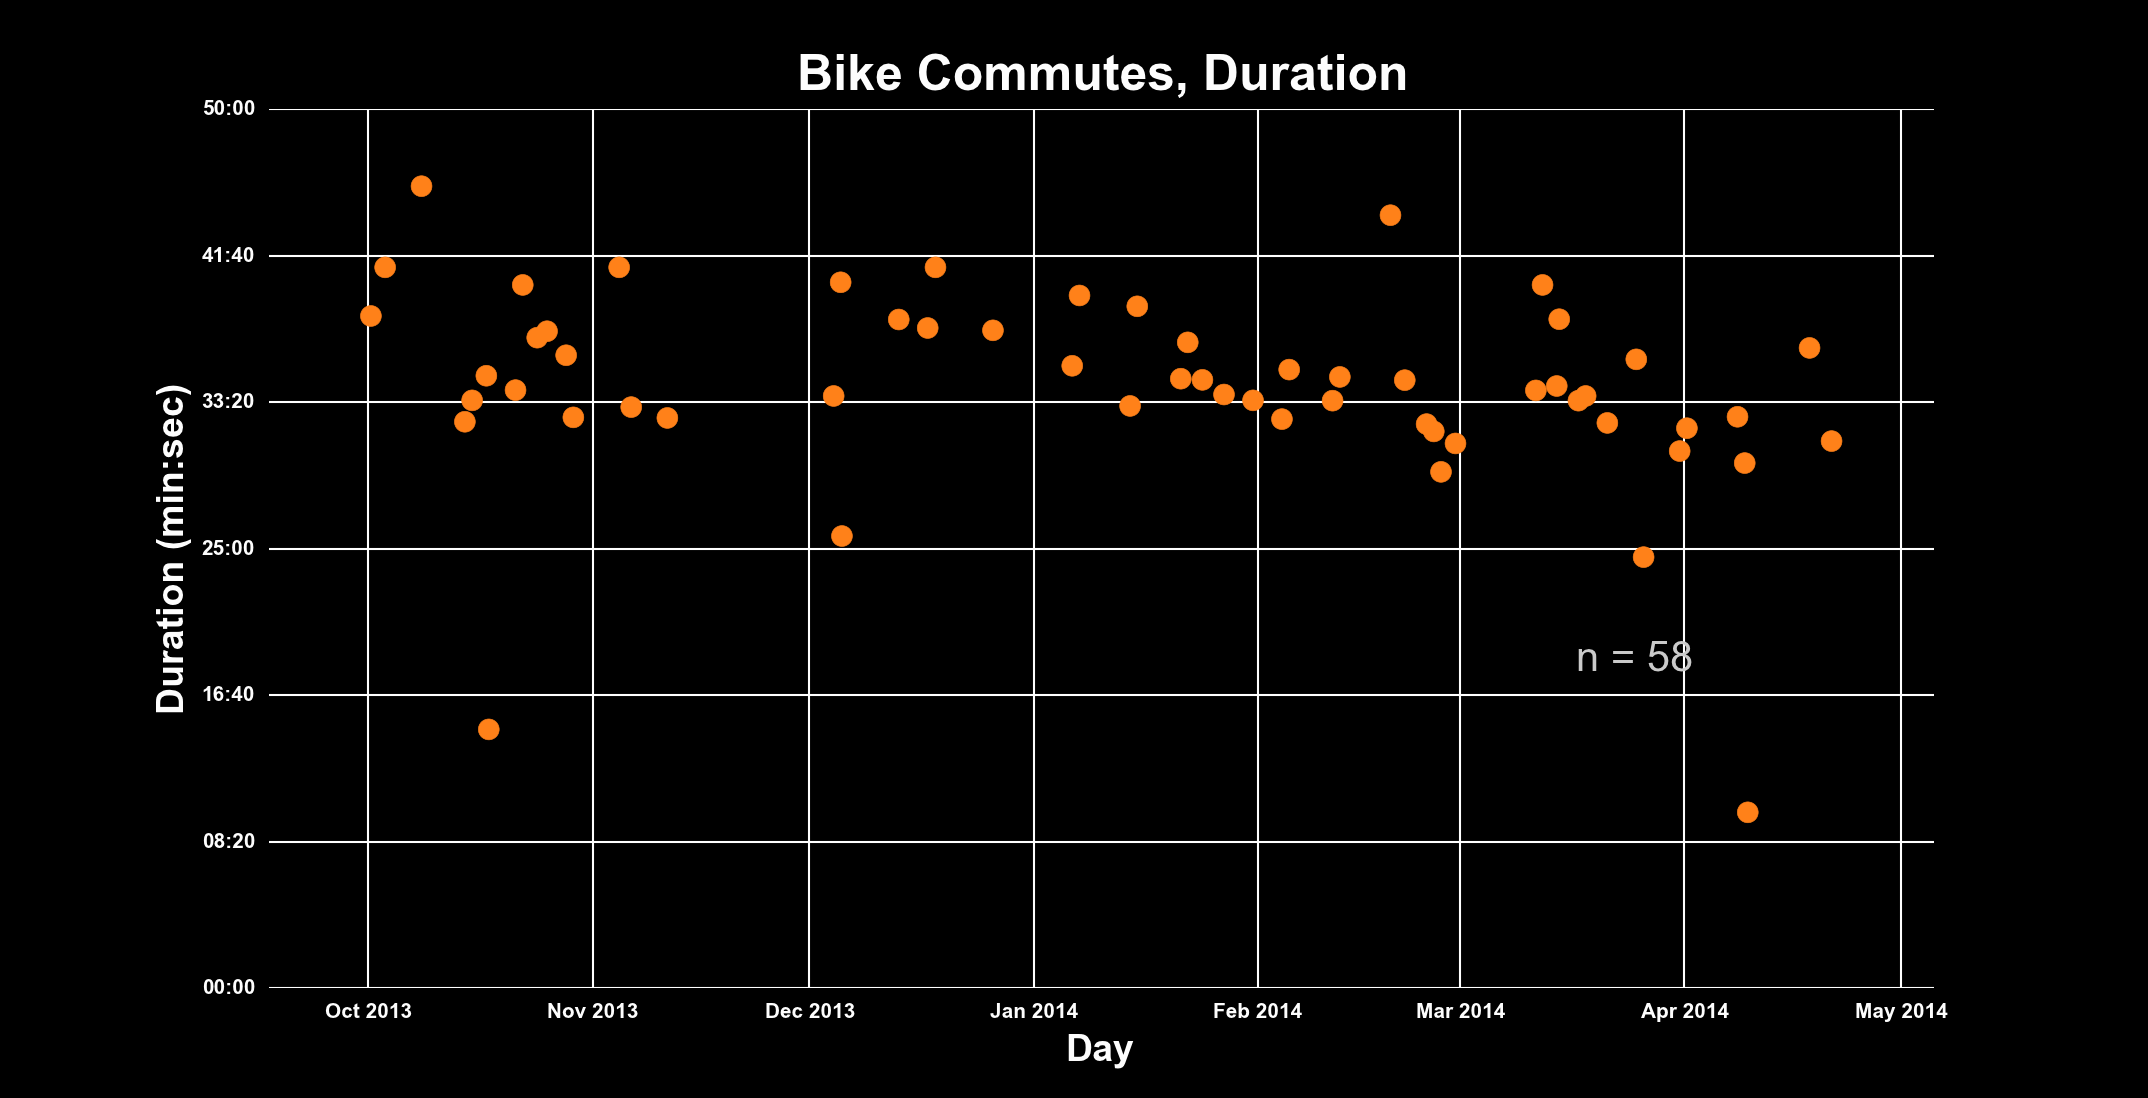 Bike Commutes, Duration
50:00
41:40
33:20
25:00
16:40
08:20
00:00
Duration (min:sec)
n = 58
Oct 2013 Nov 2013 Dec 2013 Jan 2014 Feb 2014 Mar 2014 Apr 2014 May 2014
Day